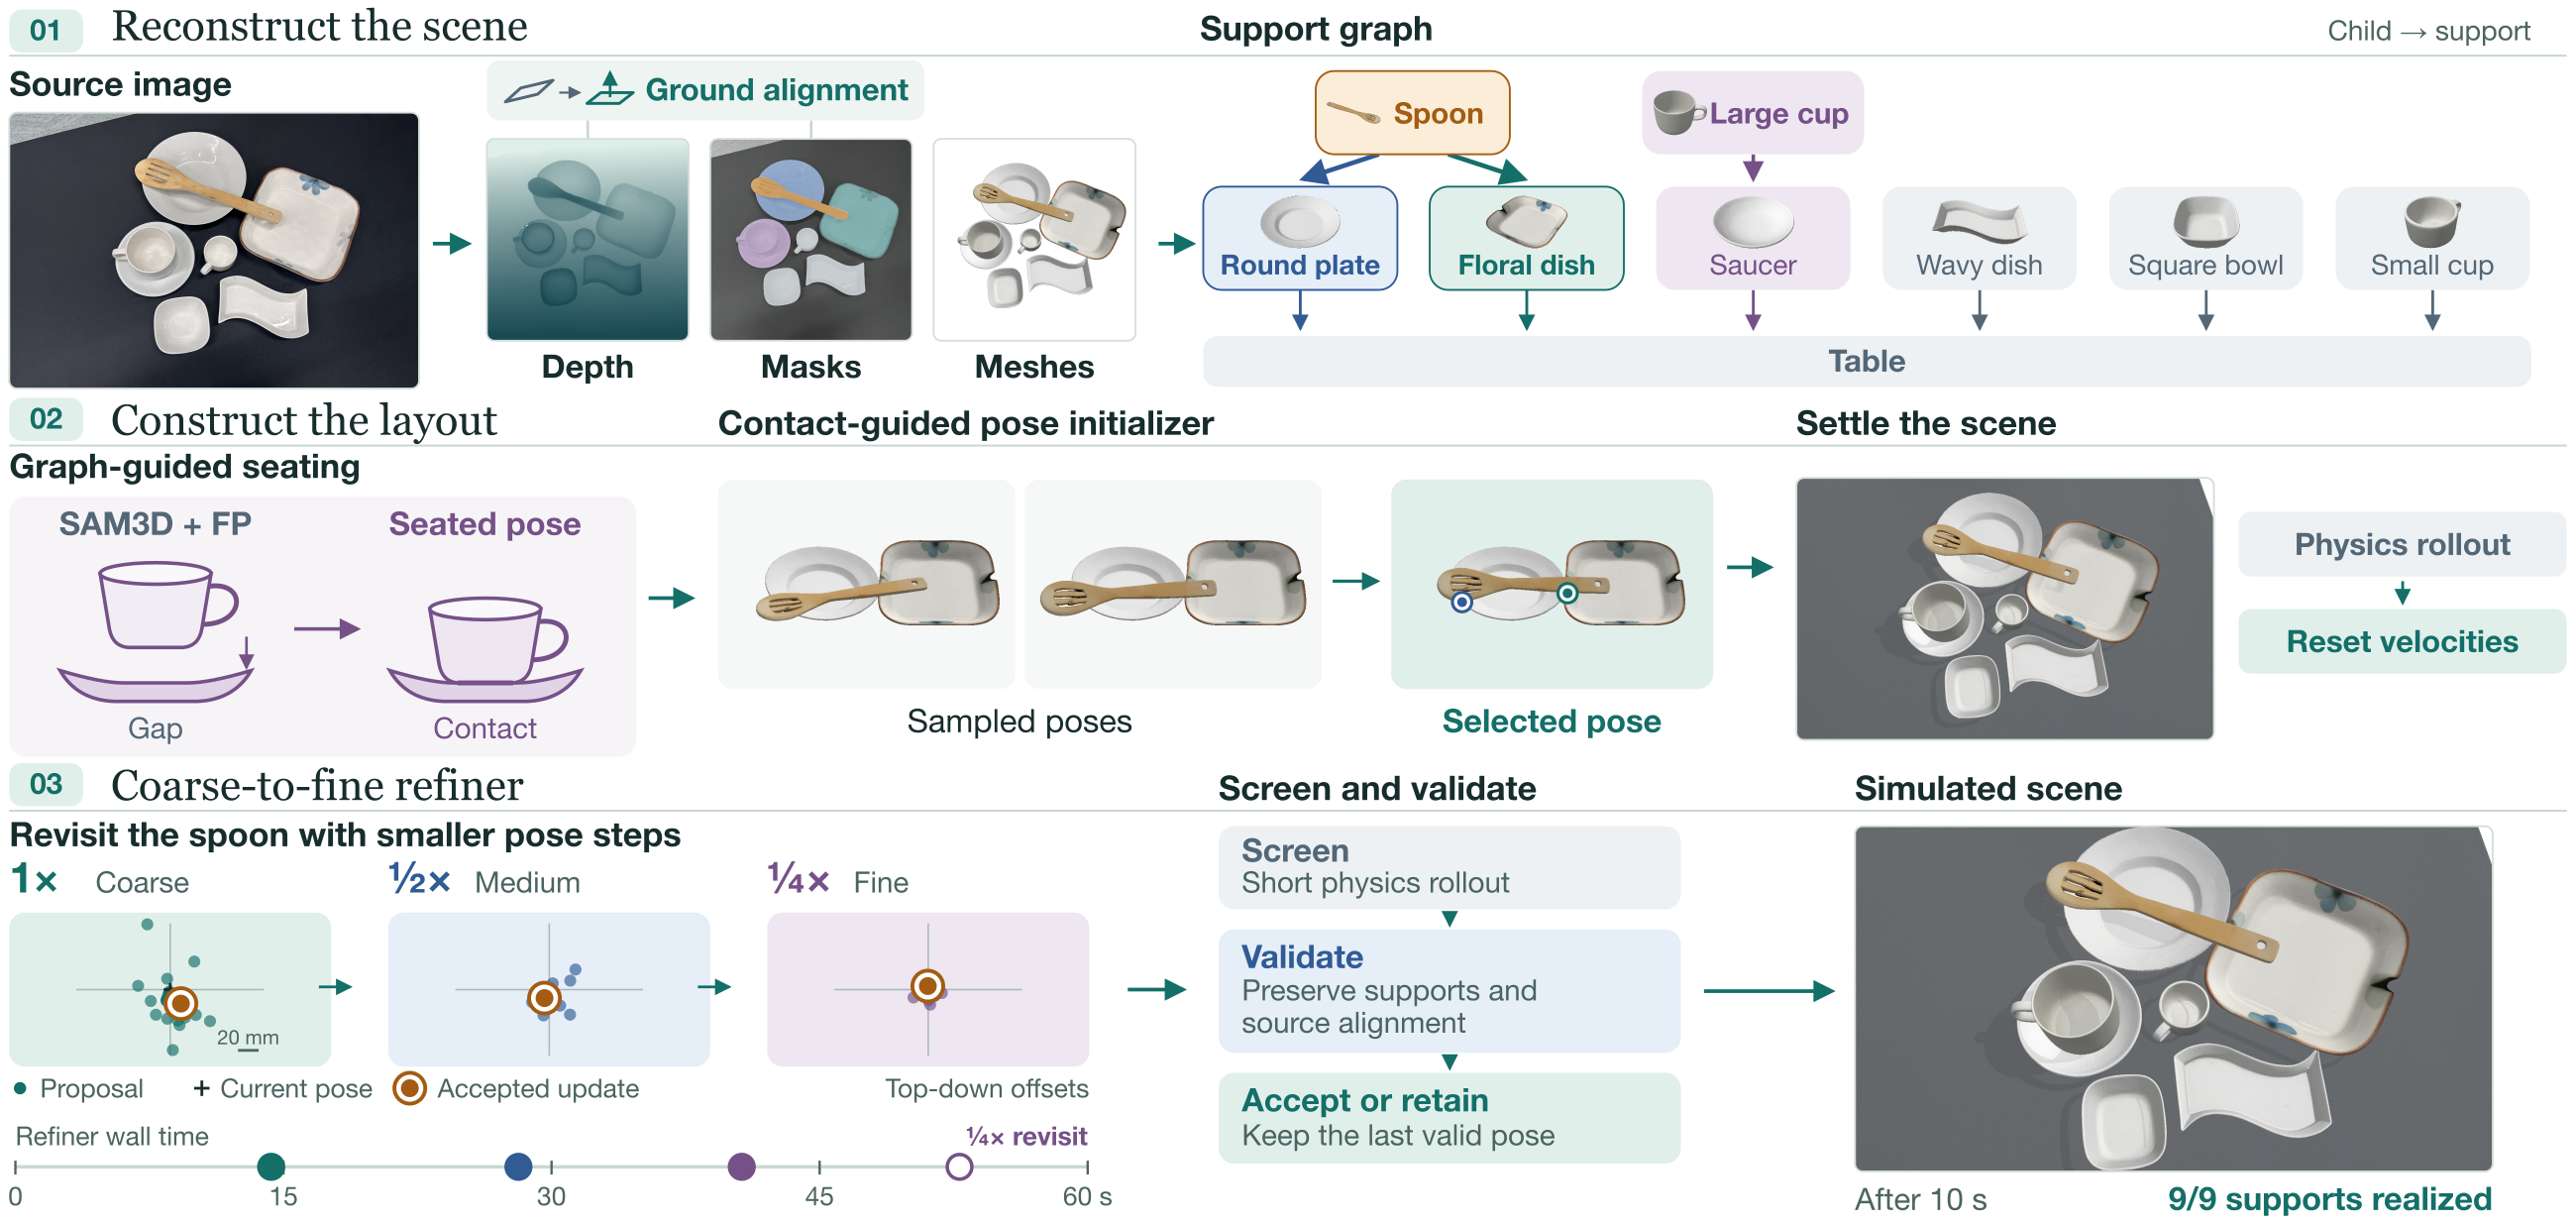 01 Reconstruct the scene
Support graph
Child → support
Source image
Ground alignment
Depth
Masks
Meshes
Spoon
Large cup
Round plate
Floral dish
Saucer
Wavy dish
Square bowl
Small cup
Table
02 Construct the layout
Contact-guided pose initializer
Settle the scene
Graph-guided seating
SAM3D + FP
Seated pose
Gap
Contact
Sampled poses
Selected pose
Physics rollout
Reset velocities
03 Coarse-to-fine refiner
Screen and validate
Simulated scene
Revisit the spoon with smaller pose steps
1× Coarse
½× Medium
¼× Fine
20 mm
Proposal
+ Current pose
Accepted update
Top-down offsets
Refiner wall time
¼× revisit
0 15 30 45 60 s
Screen
Short physics rollout
Validate
Preserve supports and
source alignment
Accept or retain
Keep the last valid pose
After 10 s
9/9 supports realized